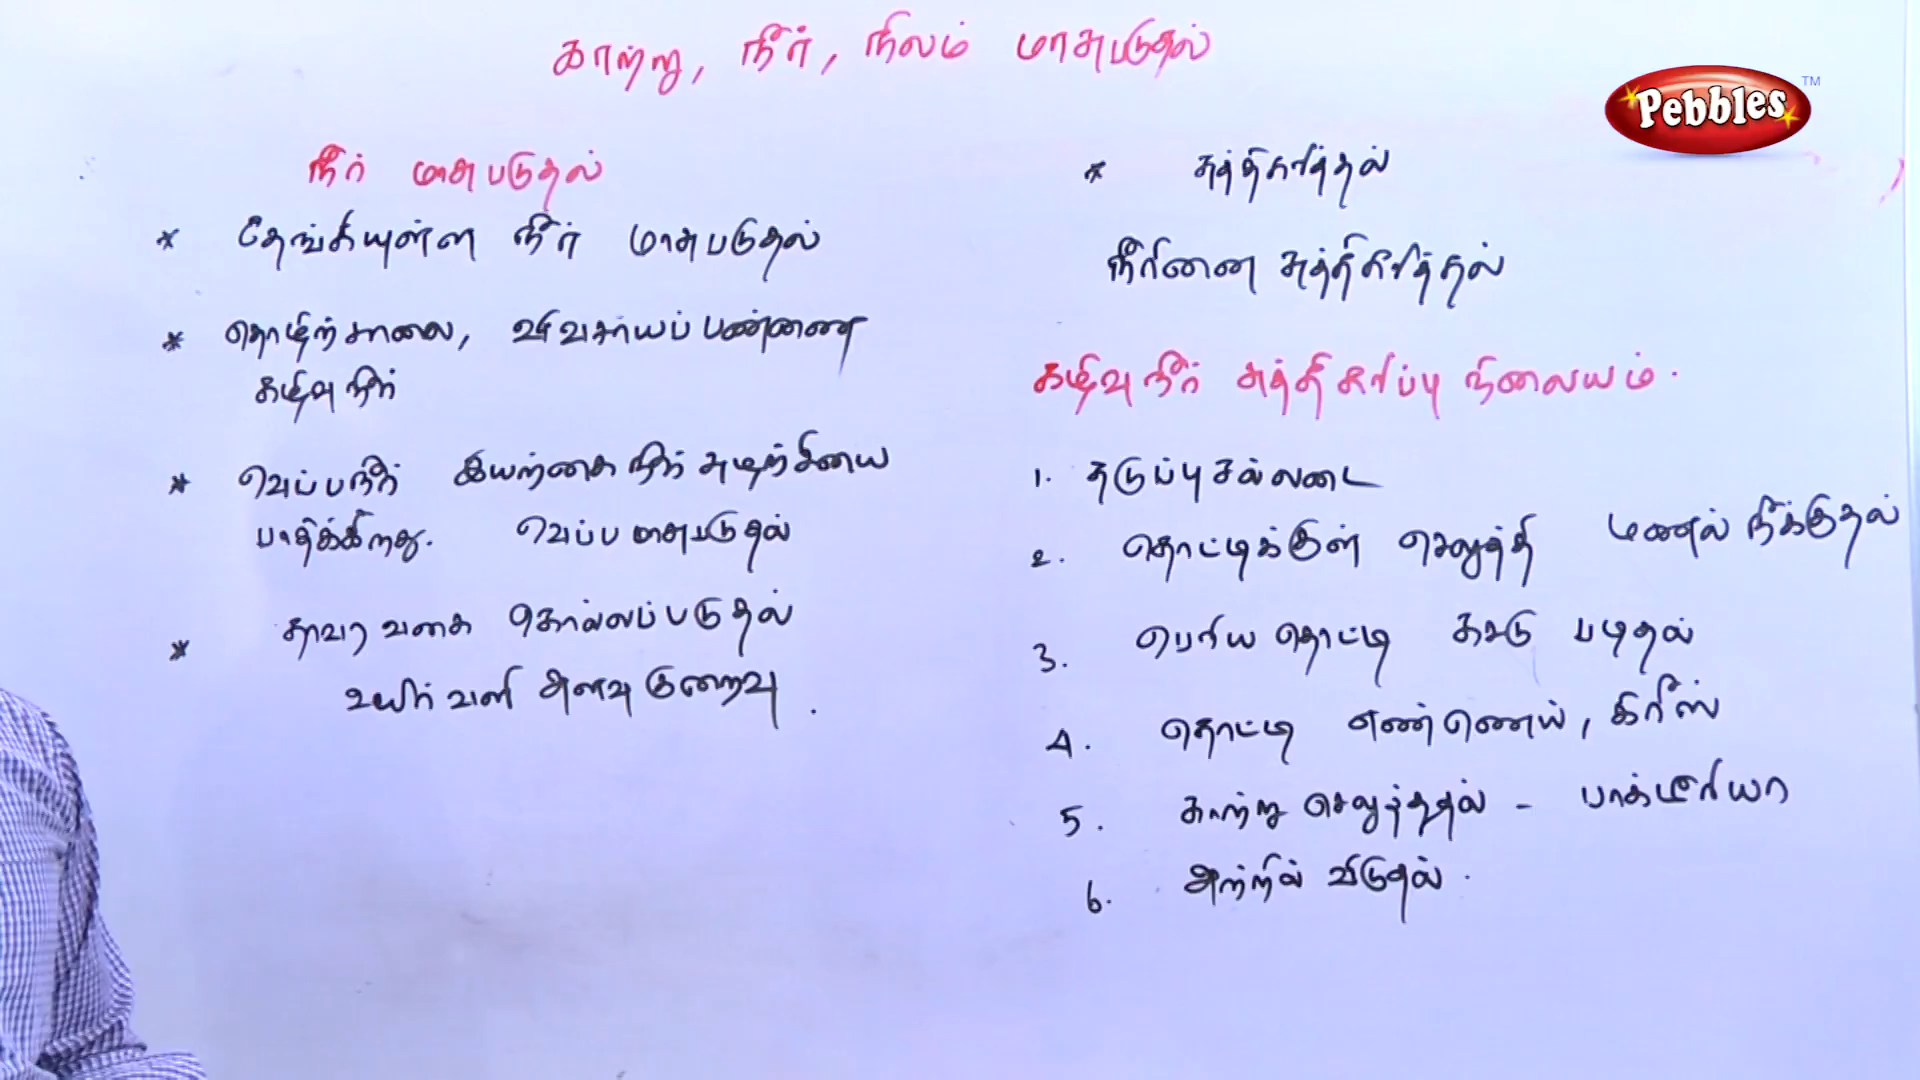 காற்று, நீர், நிலம் மாசுபடுதல்
Pebbles TM
நீர் மாசுபடுதல்
* தேங்கியுள்ள நீர் மாசுபடுதல்
* தொழிற்சாலை, விவசாயப் பண்ணை
கழிவு நீர்
* வெப்பநீர் இயற்கை நீர் சுழற்சியை
பாதிக்கிறது. வெப்ப மாசுபடுதல்
* தாவர வகை கொல்லப்படுதல்
உயிர் வளி அளவு குறைவு.
* சுத்திகரித்தல்
நீரினை சுத்திகரித்தல்
கழிவு நீர் சுத்திகரிப்பு நிலையம்.
1. தடுப்பு சல்லடை
2. தொட்டிக்குள் செலுத்தி மணல் நீக்குதல்
3. பெரிய தொட்டி கசடு படிதல்
4. தொட்டி எண்ணெய், கிரீஸ்
5. காற்று செலுத்துதல் - பாக்டீரியா
6. ஆற்றில் விடுதல்.